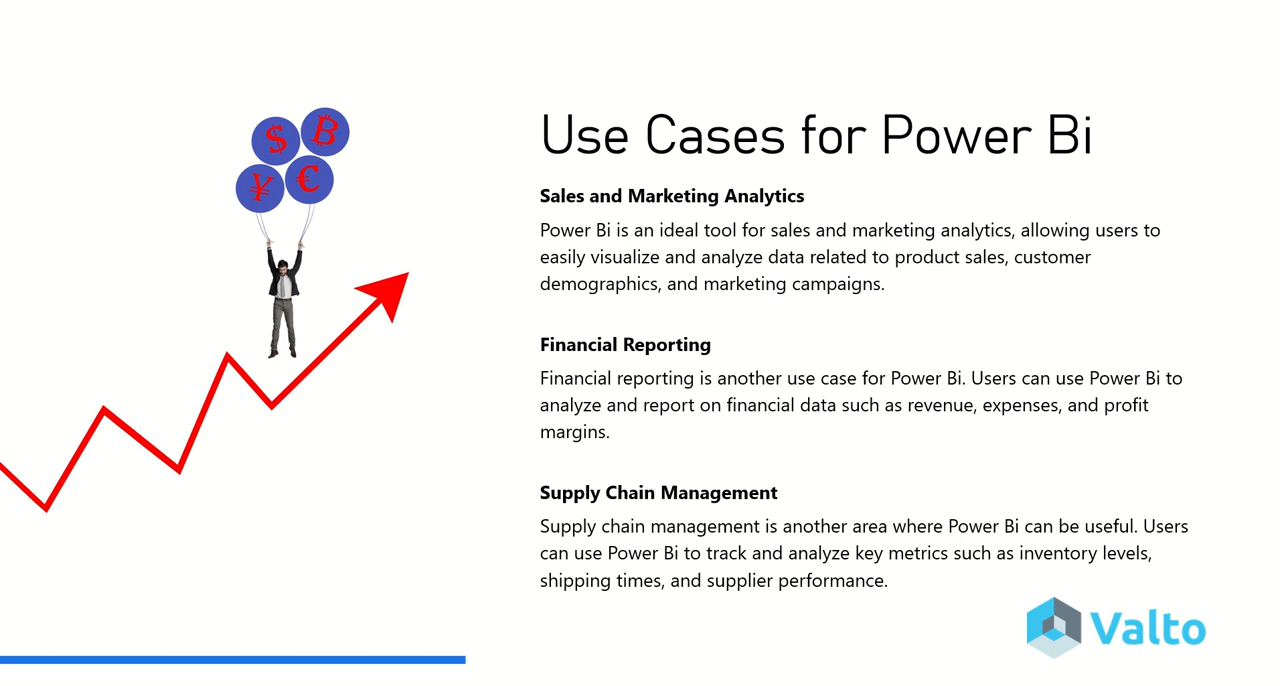 $ ₿
¥ €
Use Cases for Power Bi
Sales and Marketing Analytics
Power Bi is an ideal tool for sales and marketing analytics, allowing users to
easily visualize and analyze data related to product sales, customer
demographics, and marketing campaigns.
Financial Reporting
Financial reporting is another use case for Power Bi. Users can use Power Bi to
analyze and report on financial data such as revenue, expenses, and profit
margins.
Supply Chain Management
Supply chain management is another area where Power Bi can be useful. Users
can use Power Bi to track and analyze key metrics such as inventory levels,
shipping times, and supplier performance.
Valto